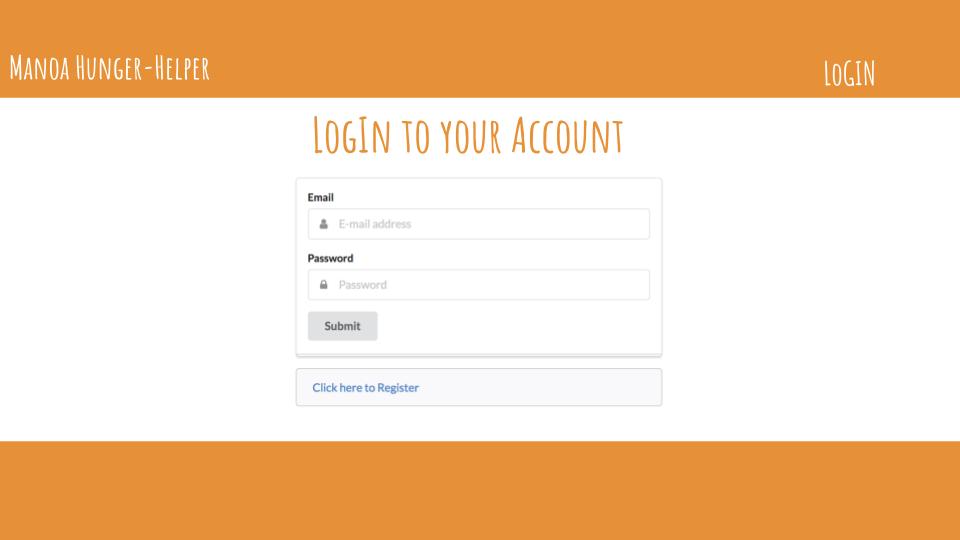 Manoa Hunger-Helper
LoGIN
LogIn to your Account
Email
E-mail address
Password
Password
Submit
Click here to Register